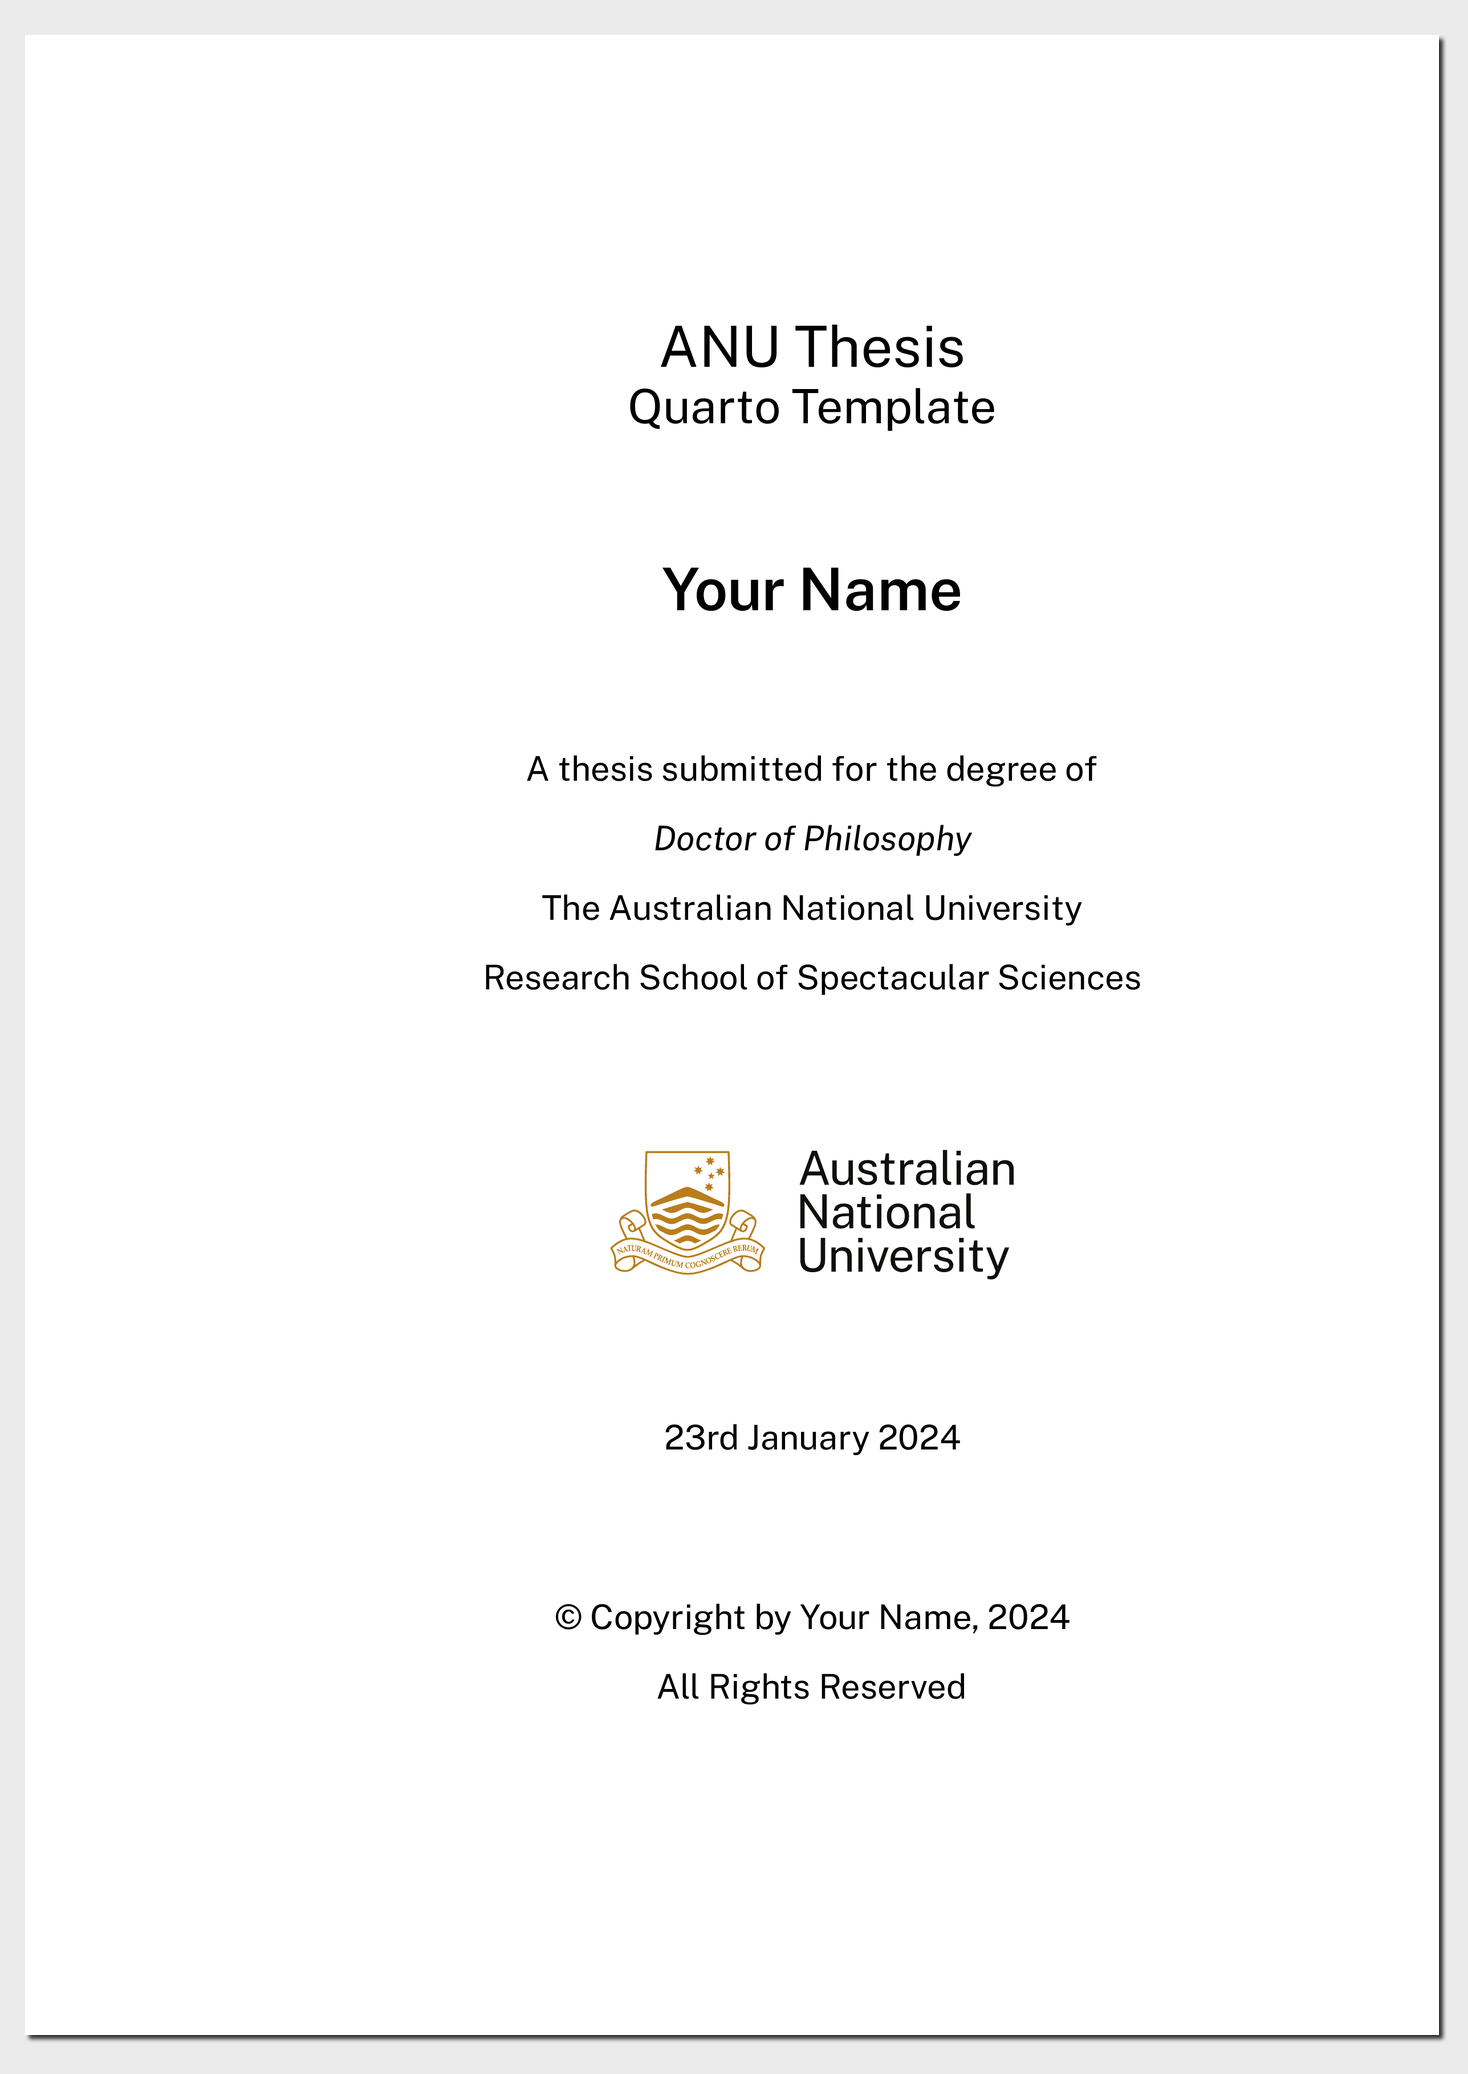 ANU Thesis
Quarto Template
Your Name
A thesis submitted for the degree of
Doctor of Philosophy
The Australian National University
Research School of Spectacular Sciences
NATURAM PRIMUM COGNOSCERE RERUM
Australian
National
University
23rd January 2024
© Copyright by Your Name, 2024
All Rights Reserved